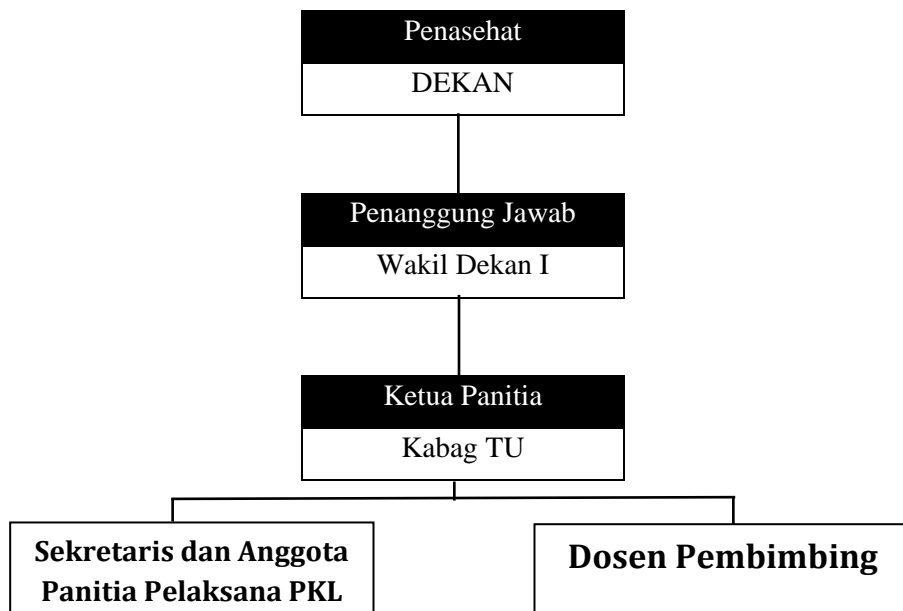 Penasehat
DEKAN
Penanggung Jawab
Wakil Dekan I
Ketua Panitia
Kabag TU
Sekretaris dan Anggota
Panitia Pelaksana PKL
Dosen Pembimbing